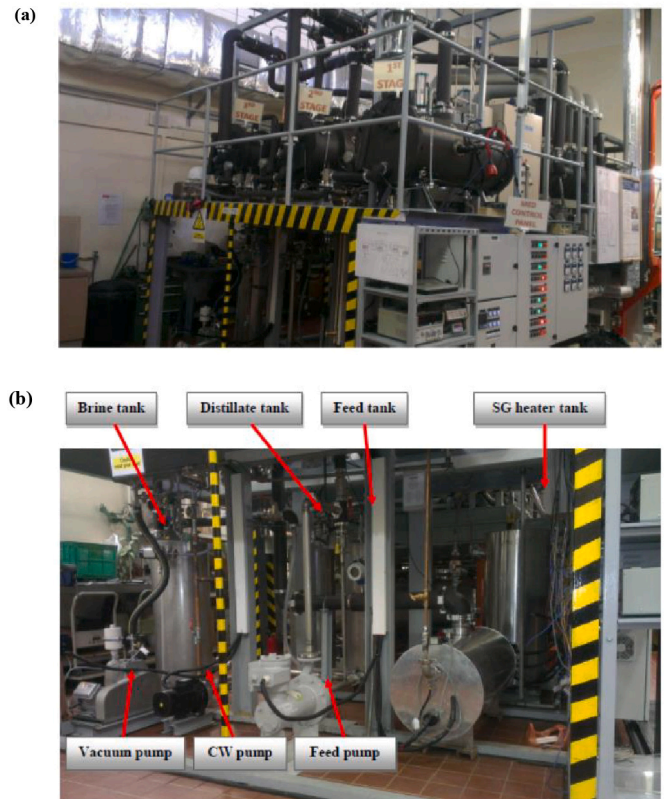 (a)
1ST
STAGE
2ND
STAGE
3RD
STAGE
MED
CONTROL
PANEL
(b)
Brine tank
Distillate tank
Feed tank
SG heater tank
Vacuum pump
CW pump
Feed pump